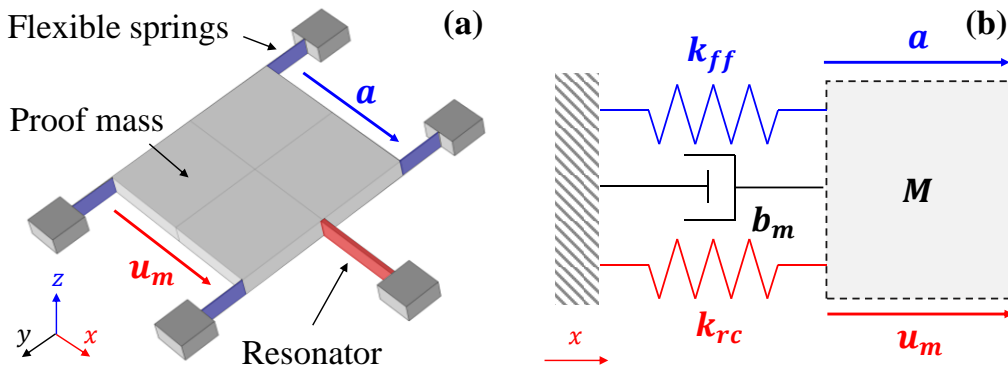 Flexible springs
(a)
a
Proof mass
u_m
z
y
x
Resonator
(b)
a
k_ff
M
b_m
k_rc
x
u_m